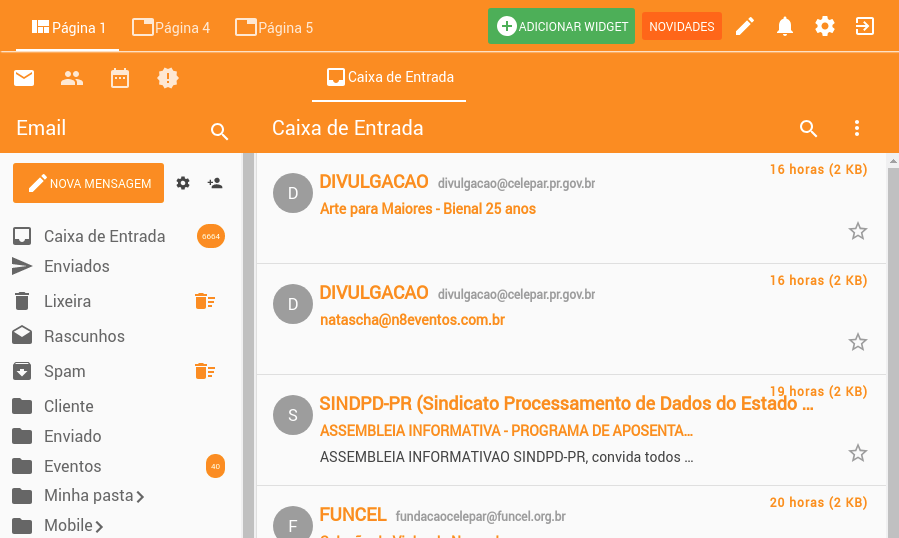 Página 1
Página 4
Página 5
ADICIONAR WIDGET
NOVIDADES
Caixa de Entrada
Email
Caixa de Entrada
NOVA MENSAGEM
Caixa de Entrada 6664
Enviados
Lixeira
Rascunhos
Spam
Cliente
Enviado
Eventos 40
Minha pasta
Mobile
D DIVULGACAO divulgacao@celepar.pr.gov.br 16 horas (2 KB)
Arte para Maiores - Bienal 25 anos
D DIVULGACAO divulgacao@celepar.pr.gov.br 16 horas (2 KB)
natascha@n8eventos.com.br
19 horas (2 KB)
S SINDPD-PR (Sindicato Processamento de Dados do Estado ...
ASSEMBLEIA INFORMATIVA - PROGRAMA DE APOSENTA...
ASSEMBLEIA INFORMATIVAO SINDPD-PR, convida todos ...
F FUNCEL fundacaocelepar@funcel.org.br 20 horas (2 KB)